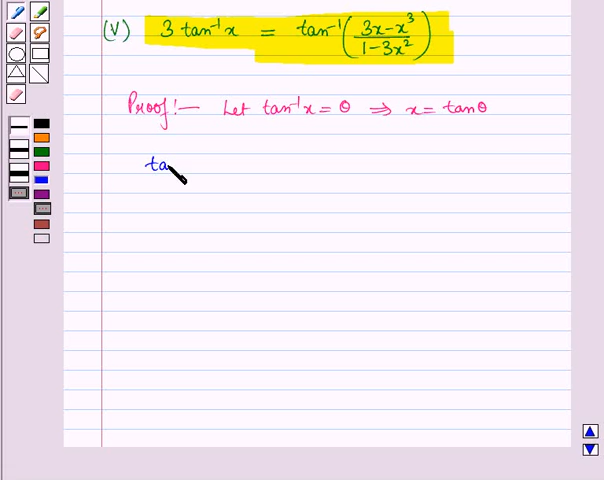 (V) 3 tan⁻¹x = tan⁻¹(3x-x³/1-3x²)
Proof:- Let tan⁻¹x = θ ⇒ x = tanθ
ta